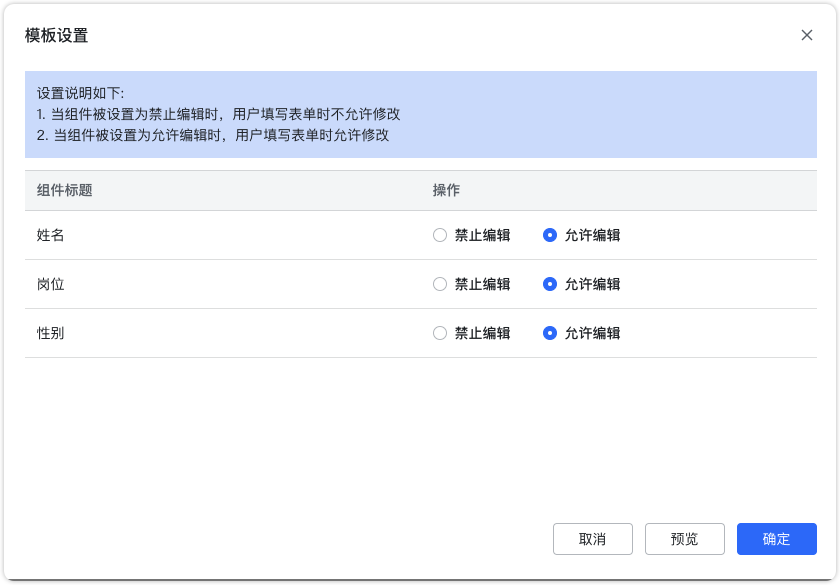 模板设置
设置说明如下:
1. 当组件被设置为禁止编辑时，用户填写表单时不允许修改
2. 当组件被设置为允许编辑时，用户填写表单时允许修改
组件标题 操作
姓名 禁止编辑 允许编辑
岗位 禁止编辑 允许编辑
性别 禁止编辑 允许编辑
取消 预览 确定